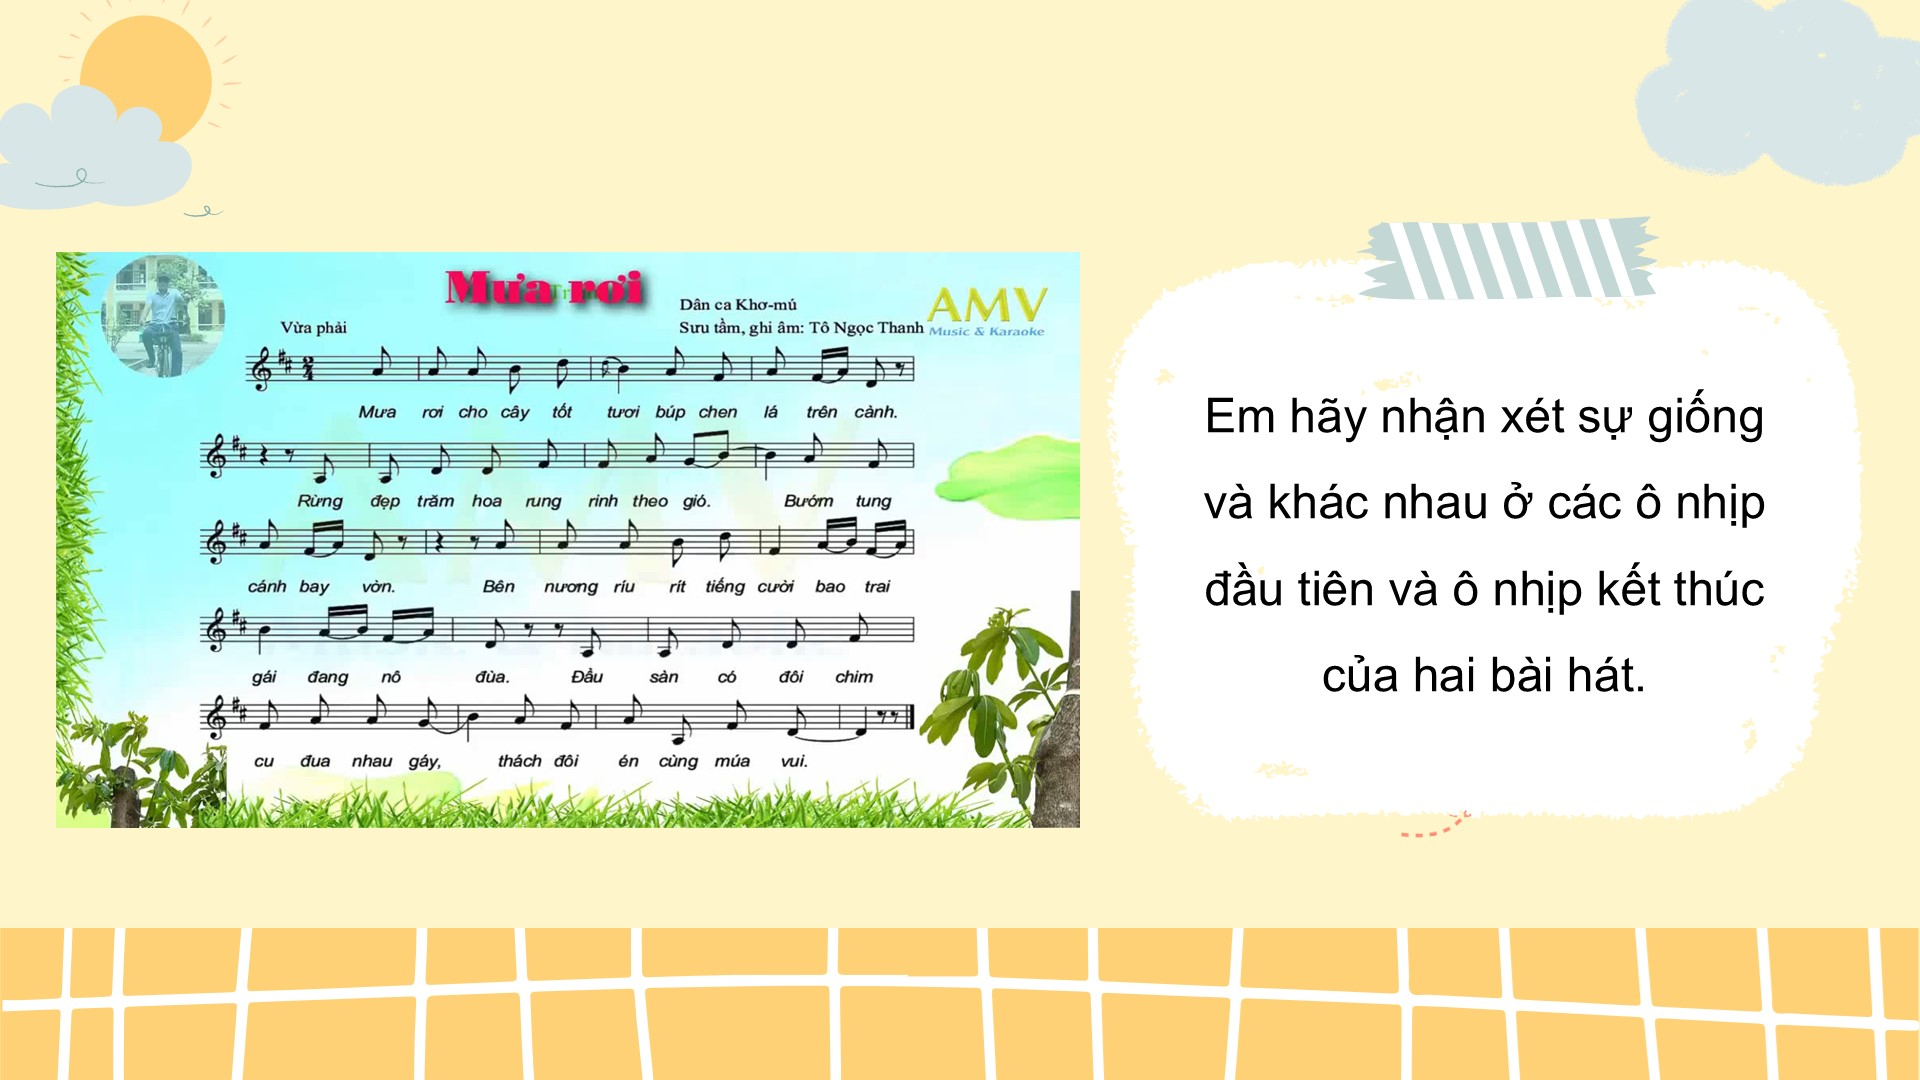 Mưa rơi
Dân ca Khơ-mú
AMV
Vừa phải
Sưu tầm, ghi âm: Tô Ngọc Thanh
Music & Karaoke
2
4
Mưa rơi cho cây tốt tươi búp chen lá trên cành.
Rừng đẹp trăm hoa rung rinh theo gió. Bướm tung
cánh bay vờn. Bên nương ríu rít tiếng cười bao trai
gái đang nô đùa. Đầu sàn có đôi chim
cu đua nhau gáy, thách đôi én cùng múa vui.
Em hãy nhận xét sự giống
và khác nhau ở các ô nhịp
đầu tiên và ô nhịp kết thúc
của hai bài hát.